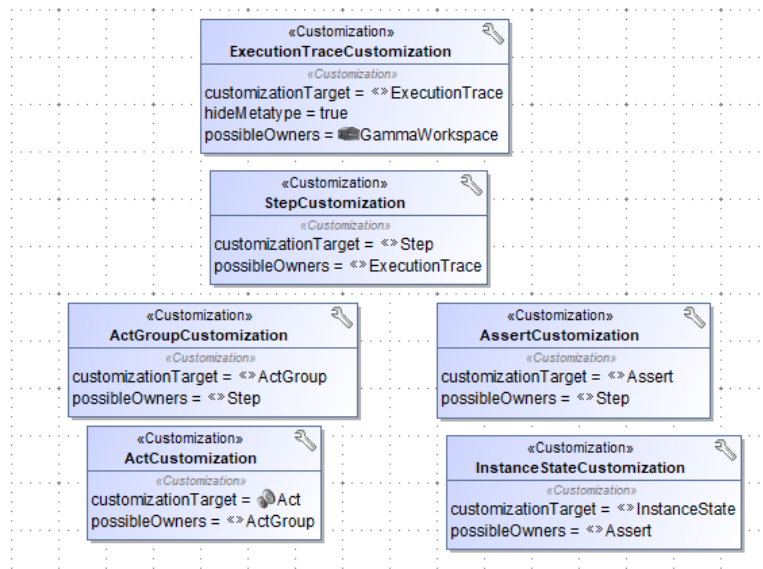 «Customization»
ExecutionTraceCustomization
«Customization»
customizationTarget = «»ExecutionTrace
hideMetatype = true
possibleOwners = GammaWorkspace
«Customization»
StepCustomization
«Customization»
customizationTarget = «»Step
possibleOwners = «»ExecutionTrace
«Customization»
ActGroupCustomization
«Customization»
customizationTarget = «»ActGroup
possibleOwners = «»Step
«Customization»
AssertCustomization
«Customization»
customizationTarget = «»Assert
possibleOwners = «»Step
«Customization»
ActCustomization
«Customization»
customizationTarget = Act
possibleOwners = «»ActGroup
«Customization»
InstanceStateCustomization
«Customization»
customizationTarget = «»InstanceState
possibleOwners = «»Assert